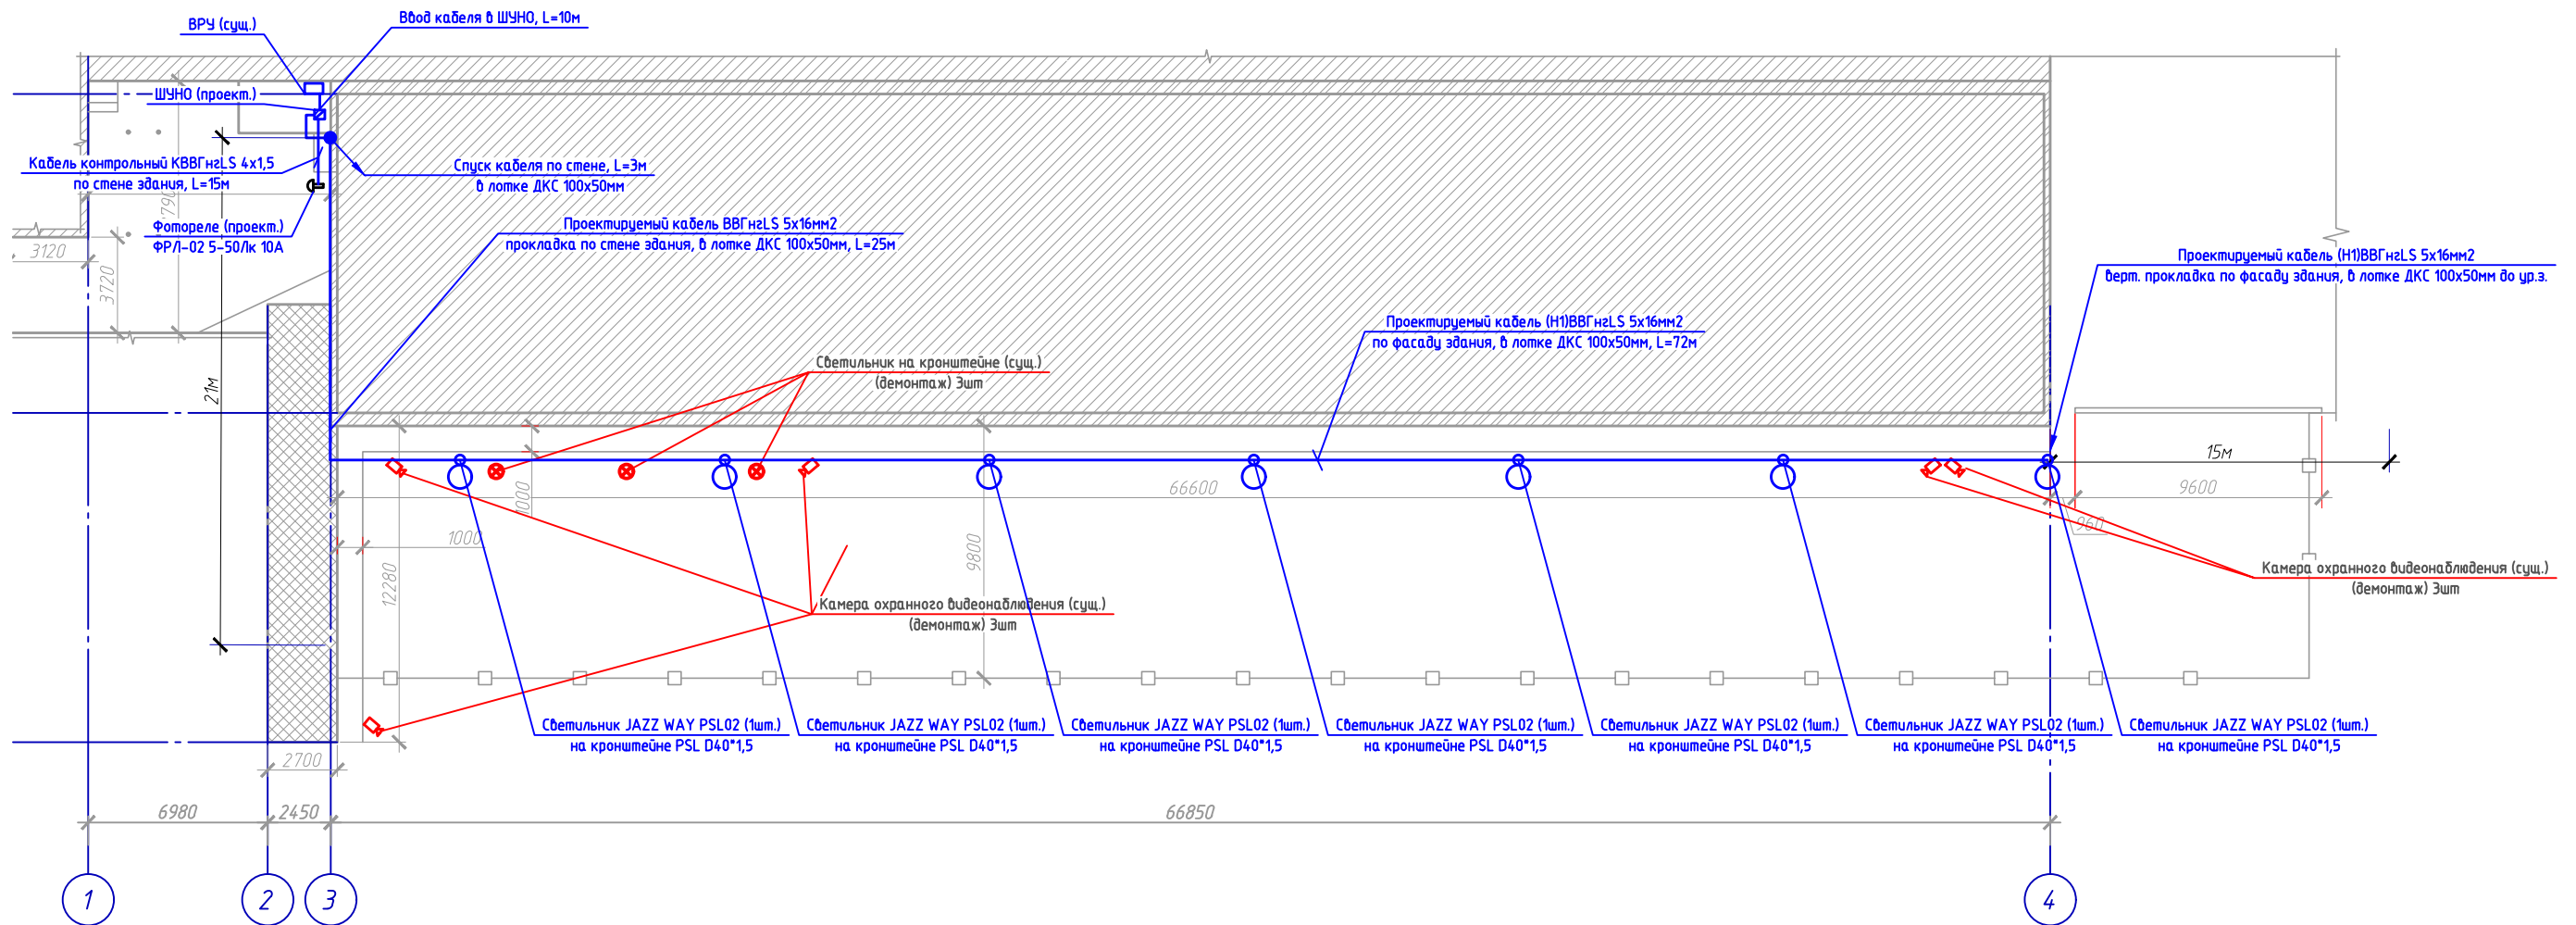 ВРУ (сущ.)
Ввод кабеля в ШУНО, L=10м
ШУНО (проект.)
Кабель контрольный КВВГнгLS 4х1,5
по стене здания, L=15м
Спуск кабеля по стене, L=3м
в лотке ДКС 100х50мм
Фотореле (проект.)
ФРЛ-02 5-50Лк 10А
Проектируемый кабель ВВГнгLS 5х16мм2
прокладка по стене здания, в лотке ДКС 100х50мм, L=25м
Проектируемый кабель (Н1)ВВГнгLS 5х16мм2
верт. прокладка по фасаду здания, в лотке ДКС 100х50мм до ур.з.
Проектируемый кабель (Н1)ВВГнгLS 5х16мм2
по фасаду здания, в лотке ДКС 100х50мм, L=72м
Светильник на кронштейне (сущ.)
(демонтаж) 3шт
3120
3720
21м
15м
66600
9600
960
1000
1000
12280
9800
Камера охранного видеонаблюдения (сущ.)
(демонтаж) 3шт
Камера охранного видеонаблюдения (сущ.)
(демонтаж) 3шт
Светильник JAZZ WAY PSL02 (1шт.)
на кронштейне PSL D40*1,5
Светильник JAZZ WAY PSL02 (1шт.)
на кронштейне PSL D40*1,5
Светильник JAZZ WAY PSL02 (1шт.)
на кронштейне PSL D40*1,5
Светильник JAZZ WAY PSL02 (1шт.)
на кронштейне PSL D40*1,5
Светильник JAZZ WAY PSL02 (1шт.)
на кронштейне PSL D40*1,5
Светильник JAZZ WAY PSL02 (1шт.)
на кронштейне PSL D40*1,5
Светильник JAZZ WAY PSL02 (1шт.)
на кронштейне PSL D40*1,5
2700
6980
2450
66850
1
2
3
4